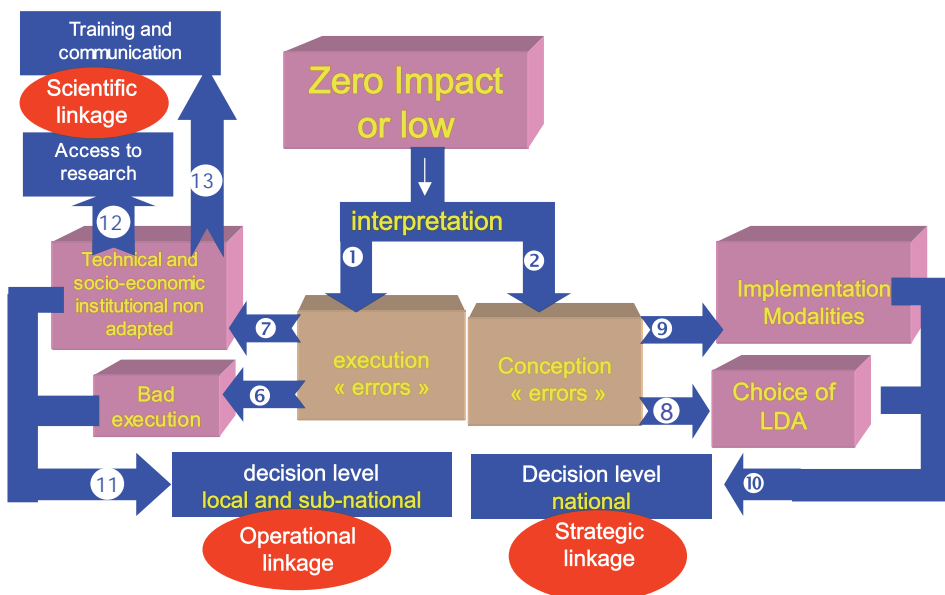 Training and
communication
Scientific
linkage
Access to
research
Zero Impact
or low
13
12
interpretation
1
2
Technical and
socio-economic
institutional non
adapted
7
execution
« errors »
Conception
« errors »
9
Implementation
Modalities
Bad
execution
6
8
Choice of
LDA
11
decision level
local and sub-national
Operational
linkage
Decision level
national
Strategic
linkage
10